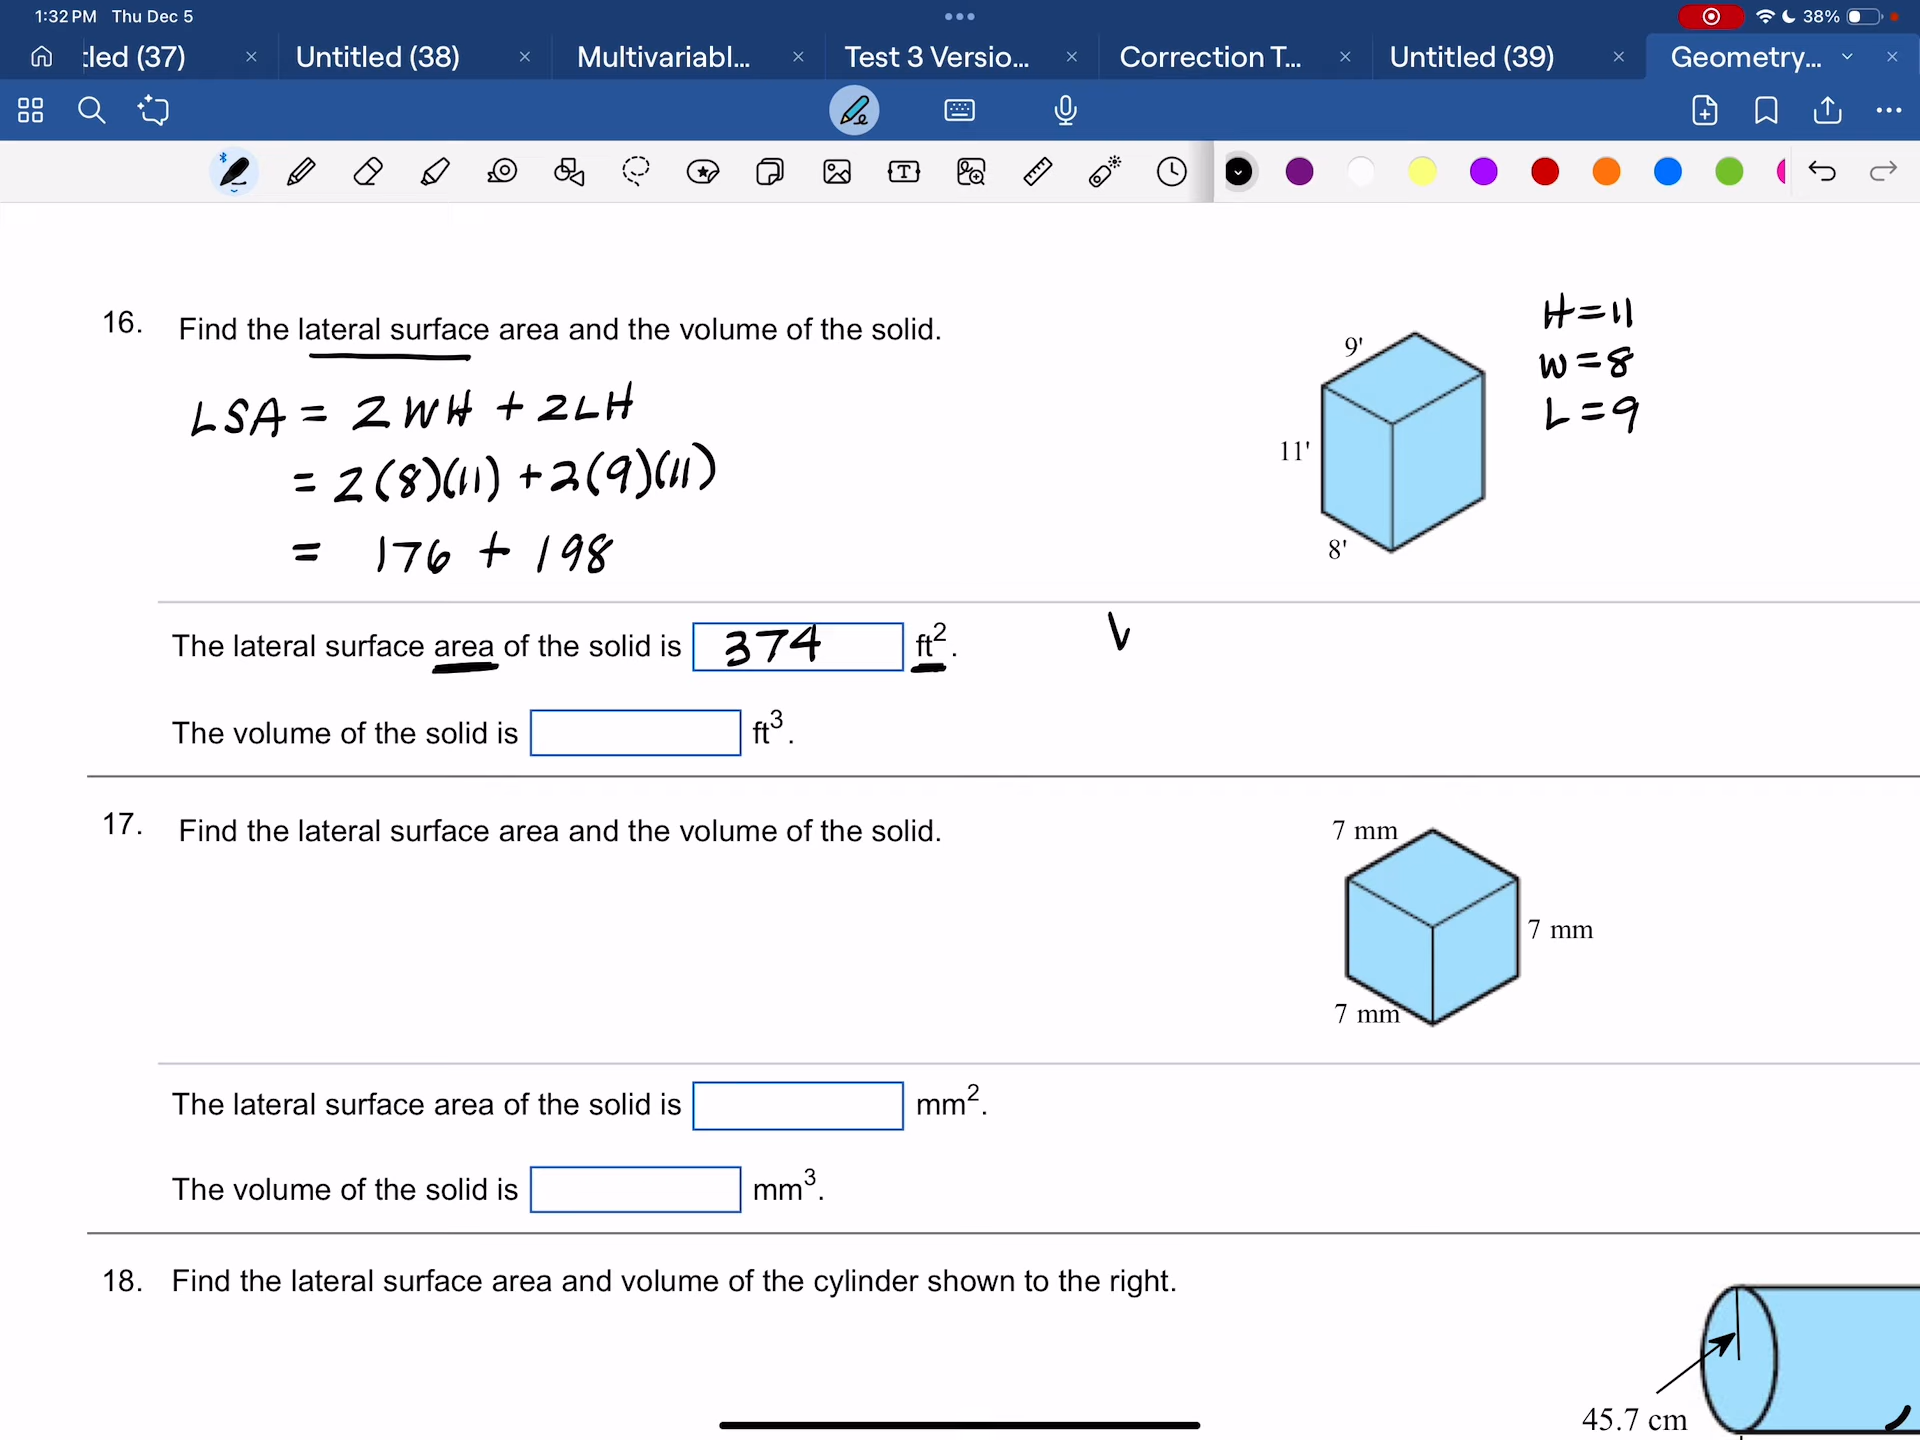 1:32 PM Thu Dec 5
38%
:led (37)
Untitled (38)
Multivariabl...
Test 3 Versio...
Correction T...
Untitled (39)
Geometry...
16. Find the lateral surface area and the volume of the solid.
LSA = 2WH + 2LH
= 2(8)(11) + 2(9)(11)
= 176 + 198
9'
11'
8'
H = 11
W = 8
L = 9
The lateral surface area of the solid is 374 ft².
V
The volume of the solid is ft³.
17. Find the lateral surface area and the volume of the solid.
7 mm
7 mm
7 mm
The lateral surface area of the solid is mm².
The volume of the solid is mm³.
18. Find the lateral surface area and volume of the cylinder shown to the right.
45.7 cm